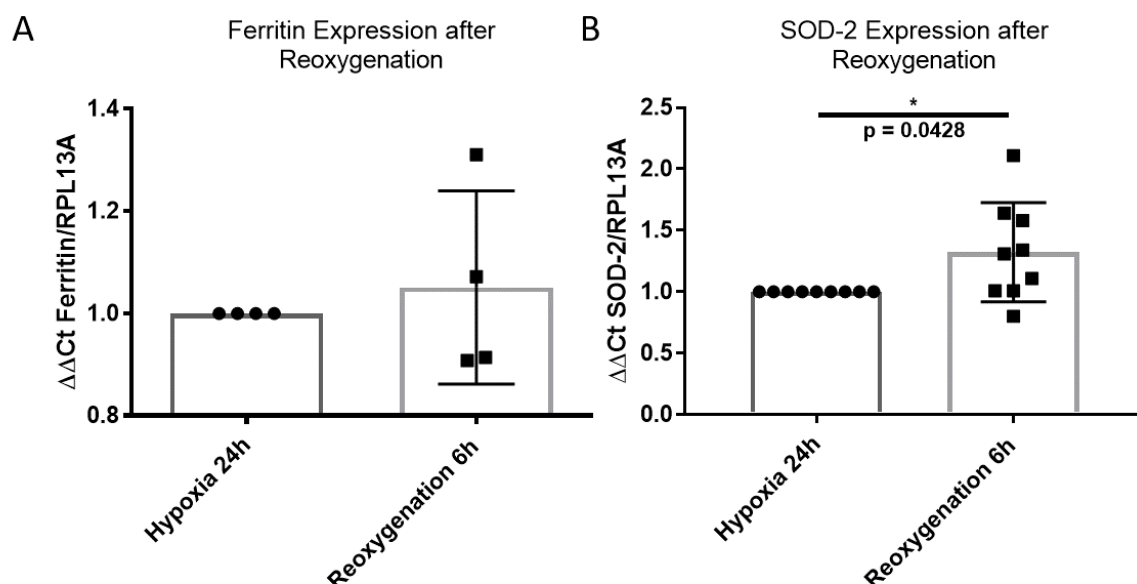 A
Ferritin Expression after
Reoxygenation
ΔΔCt Ferritin/RPL13A
1.4
1.2
1.0
0.8
Hypoxia 24h
Reoxygenation 6h
B
SOD-2 Expression after
Reoxygenation
*
p = 0.0428
ΔΔCt SOD-2/RPL13A
2.5
2.0
1.5
1.0
0.5
0.0
Hypoxia 24h
Reoxygenation 6h